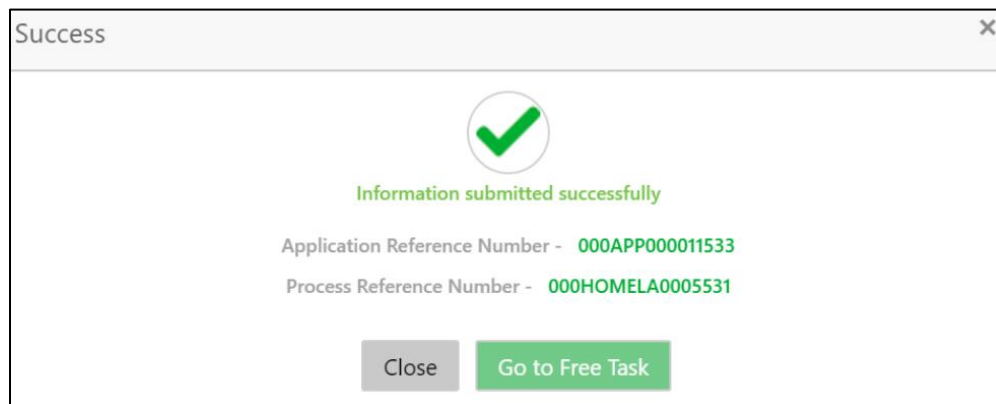 Success
Information submitted successfully
Application Reference Number - 000APP000011533
Process Reference Number - 000HOMELA0005531
Close Go to Free Task